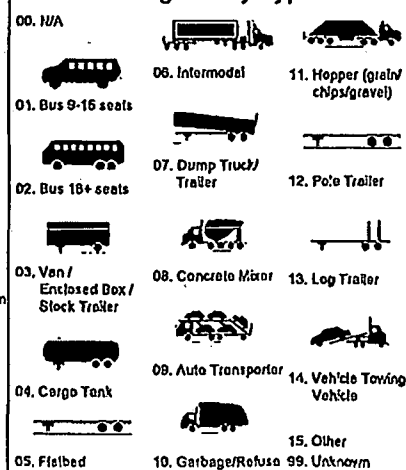 00. N/A
01. Bus 9-15 seats
02. Bus 16+ seats
03. Van /
Enclosed Box /
Stock Trailer
04. Cargo Tank
05. Flatbed
06. Intermodal
07. Dump Truck/
Trailer
08. Concrete Mixer
09. Auto Transporter
10. Garbage/Refuse
11. Hopper (grain/
chips/gravel)
12. Pole Trailer
13. Log Trailer
14. Vehicle Towing
Vehicle
15. Other
99. Unknown